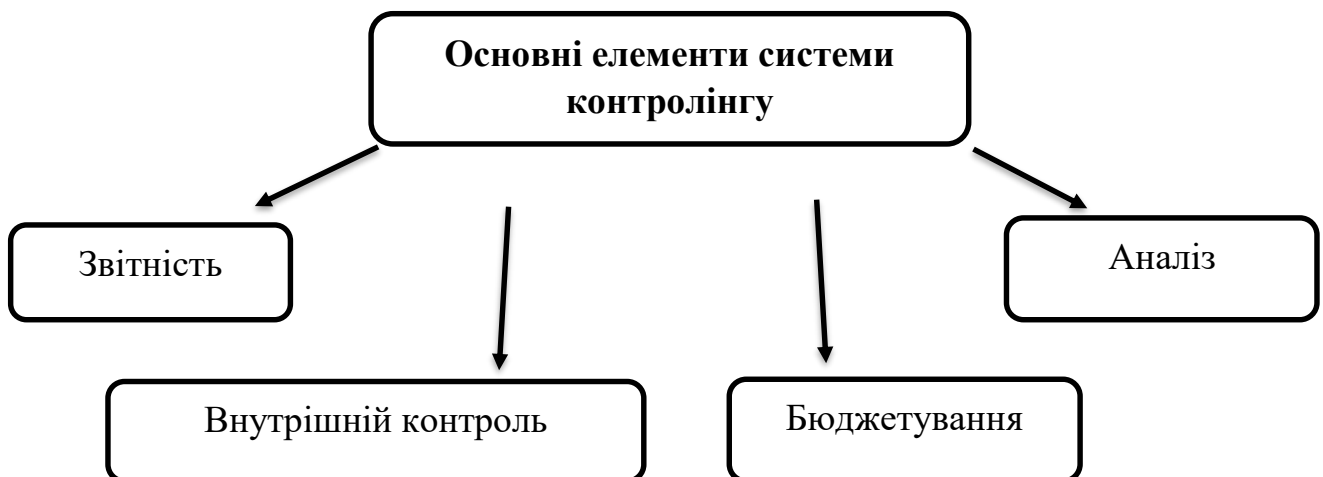 Основні елементи системи
контролінгу
Звітність
Аналіз
Внутрішній контроль
Бюджетування